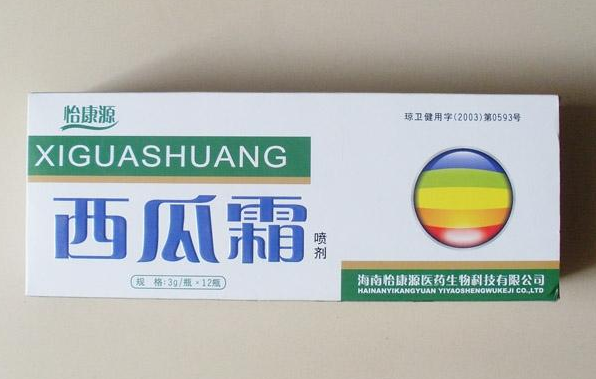 怡康源
琼卫健用字(2003)第0593号
XIGUASHUANG
西瓜霜
喷剂
规 格:3g/瓶×12瓶
海南怡康源医药生物科技有限公司
HAINANYIKANGYUAN YIYAOSHENGWUKEJI CO.,LTD